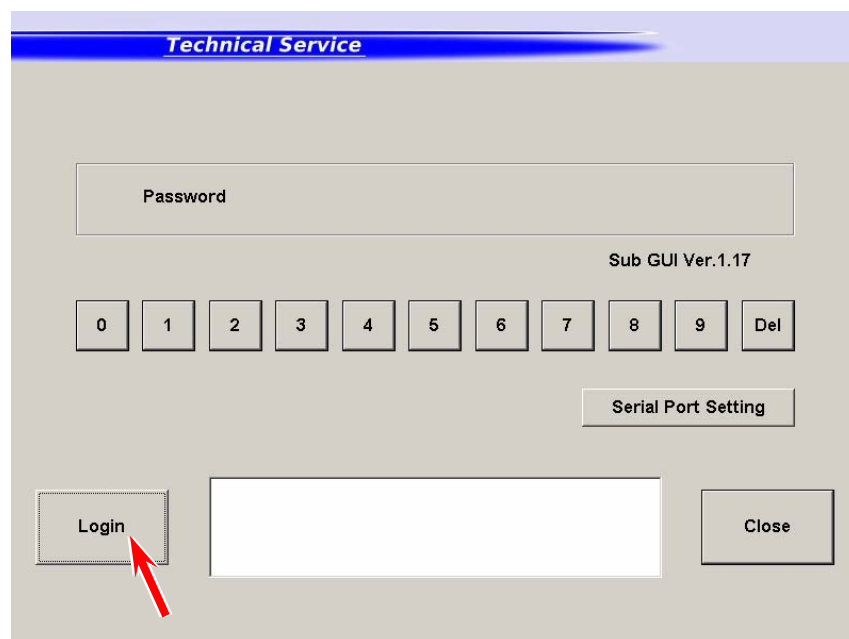 Technical Service
Password
Sub GUI Ver.1.17
0 1 2 3 4 5 6 7 8 9 Del
Serial Port Setting
Login
Close